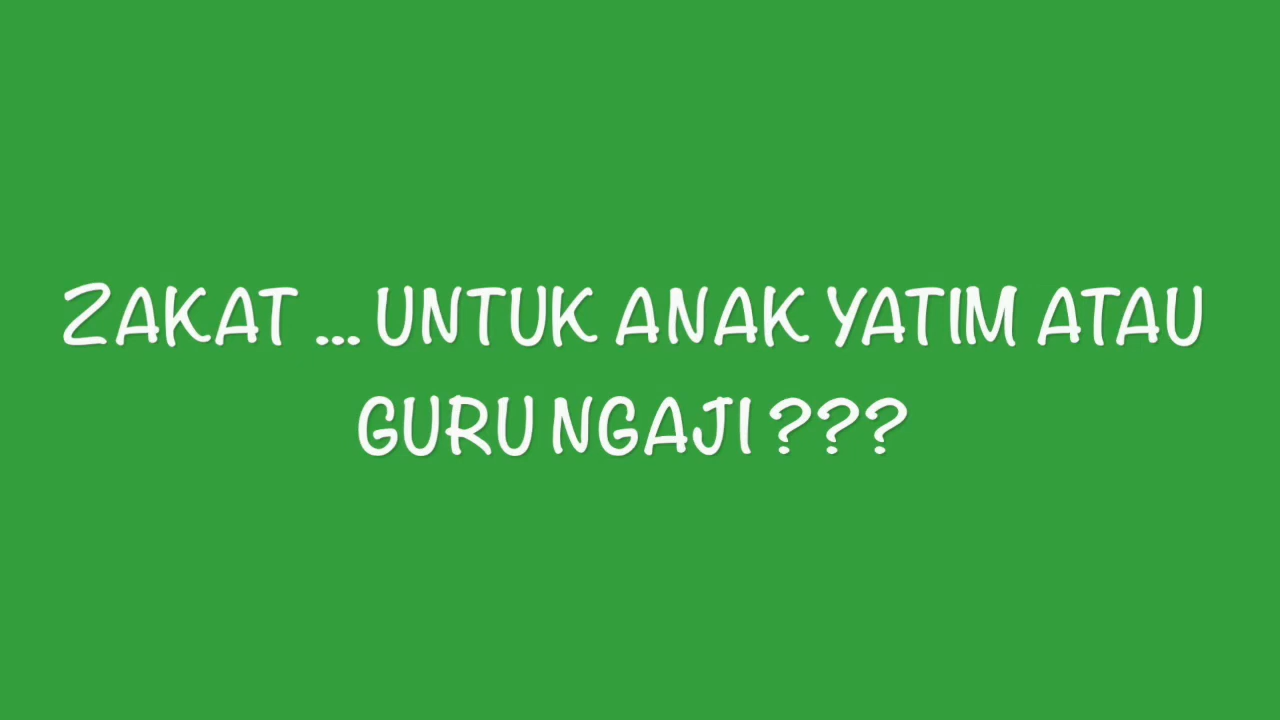 ZAKAT ... UNTUK ANAK YATIM ATAU
GURU NGAJI ???